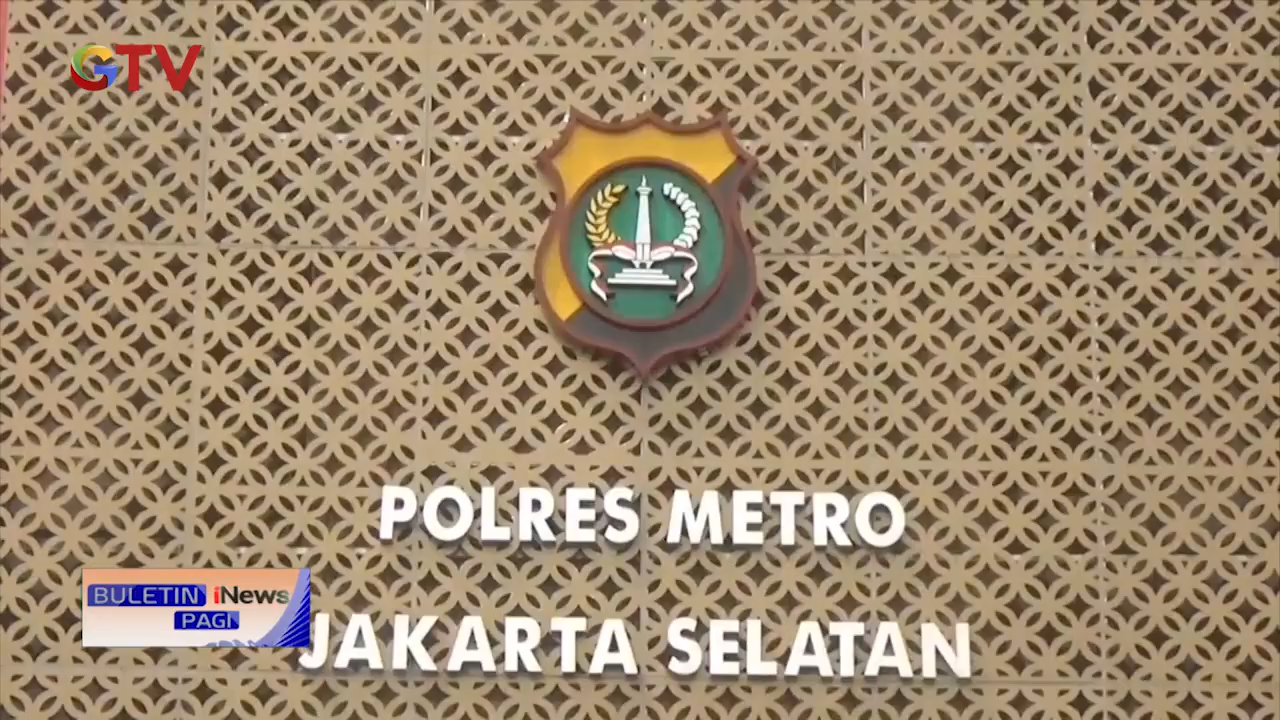 GTV
POLRES METRO
JAKARTA SELATAN
BULETIN iNews
PAGI